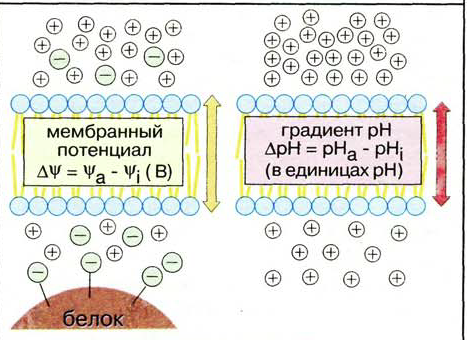 мембранный
потенциал
Δψ = ψa - ψi (В)
градиент pH
ΔpH = pHa - pHi
(в единицах pH)
белок